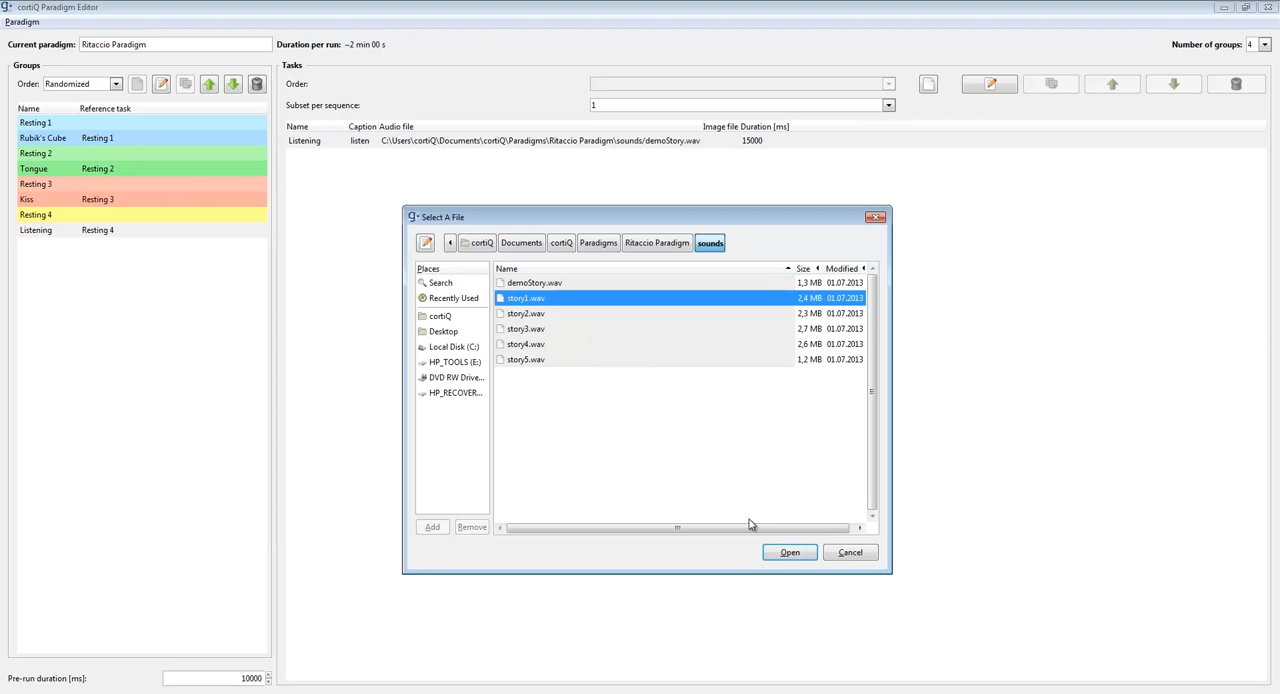 g⁺ cortiQ Paradigm Editor
Paradigm
Current paradigm: Ritaccio Paradigm Duration per run: ~2 min 00 s Number of groups: 4
Groups
Order: Randomized
Name Reference task
Resting 1
Rubik's Cube Resting 1
Resting 2
Tongue Resting 2
Resting 3
Kiss Resting 3
Resting 4
Listening Resting 4
Pre-run duration [ms]: 10000
Tasks
Order:
Subset per sequence: 1
Name Caption Audio file Image file Duration [ms]
Listening listen C:\Users\cortiQ\Documents\cortiQ\Paradigms\Ritaccio Paradigm\sounds/demoStory.wav 15000
g⁺ Select A File
cortiQ Documents cortiQ Paradigms Ritaccio Paradigm sounds
Places
Search
Recently Used
cortiQ
Desktop
Local Disk (C:)
HP_TOOLS (E:)
DVD RW Drive...
HP_RECOVER...
Add Remove
Name Size Modified
demoStory.wav 1,3 MB 01.07.2013
story1.wav 2,4 MB 01.07.2013
story2.wav 2,3 MB 01.07.2013
story3.wav 2,7 MB 01.07.2013
story4.wav 2,6 MB 01.07.2013
story5.wav 1,2 MB 01.07.2013
Open Cancel